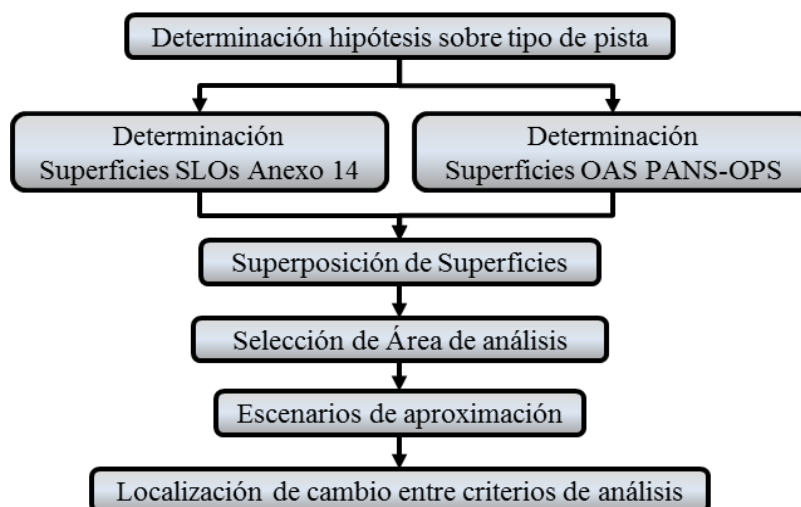 Determinación hipótesis sobre tipo de pista
Determinación
Superficies SLOs Anexo 14
Determinación
Superficies OAS PANS-OPS
Superposición de Superficies
Selección de Área de análisis
Escenarios de aproximación
Localización de cambio entre criterios de análisis